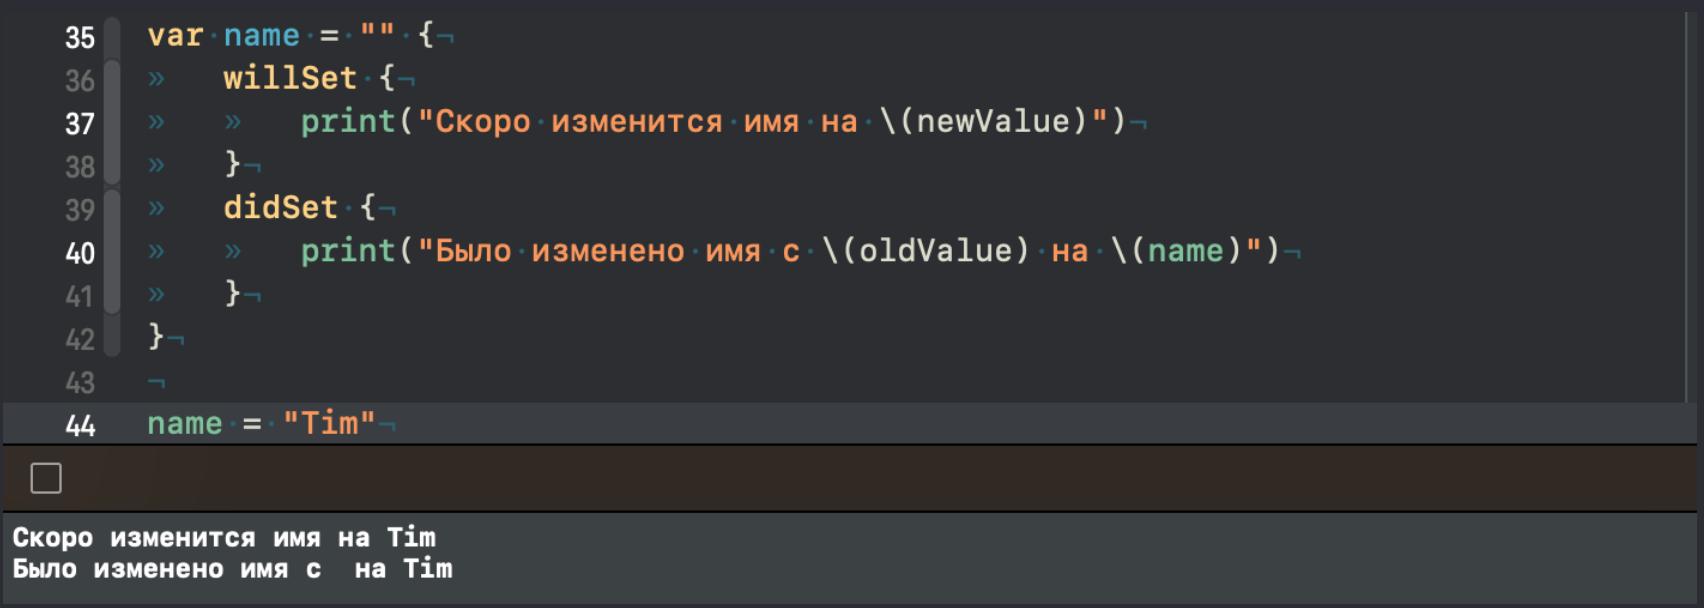 35 var name = "" {
36 willSet {
37 print("Скоро изменится имя на \(newValue)")
38 }
39 didSet {
40 print("Было изменено имя с \(oldValue) на \(name)")
41 }
42 }
43
44 name = "Tim"
Скоро изменится имя на Tim
Было изменено имя с  на Tim